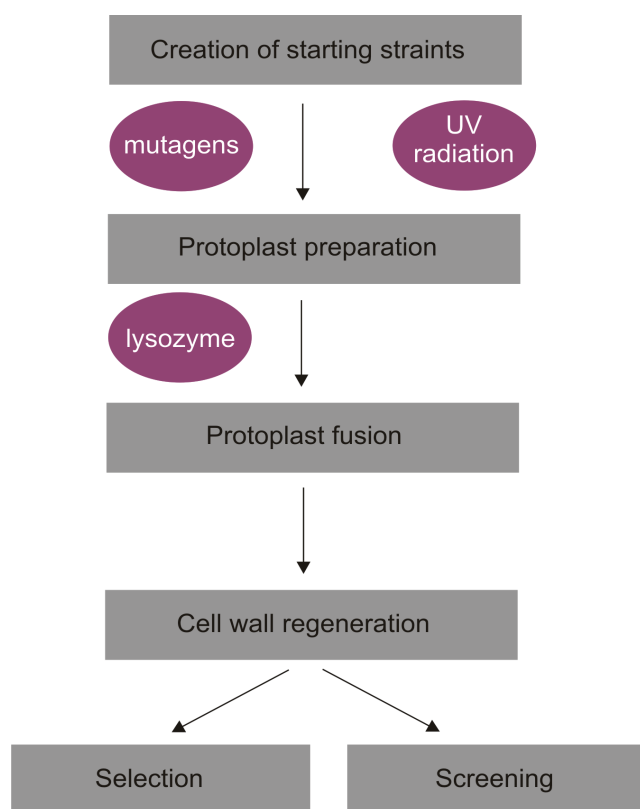 Creation of starting straints
mutagens
UV
radiation
Protoplast preparation
lysozyme
Protoplast fusion
Cell wall regeneration
Selection
Screening